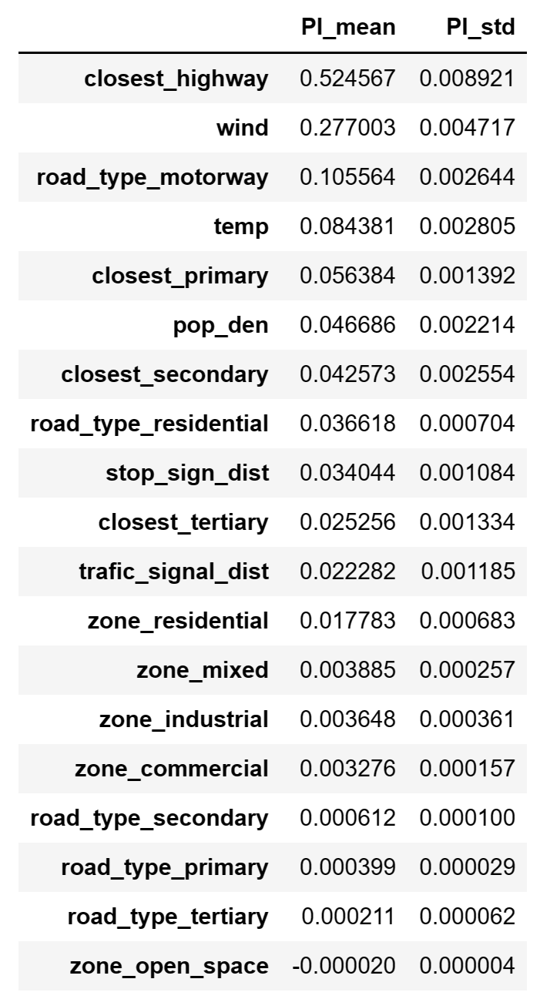 PI_mean PI_std
closest_highway 0.524567 0.008921
wind 0.277003 0.004717
road_type_motorway 0.105564 0.002644
temp 0.084381 0.002805
closest_primary 0.056384 0.001392
pop_den 0.046686 0.002214
closest_secondary 0.042573 0.002554
road_type_residential 0.036618 0.000704
stop_sign_dist 0.034044 0.001084
closest_tertiary 0.025256 0.001334
trafic_signal_dist 0.022282 0.001185
zone_residential 0.017783 0.000683
zone_mixed 0.003885 0.000257
zone_industrial 0.003648 0.000361
zone_commercial 0.003276 0.000157
road_type_secondary 0.000612 0.000100
road_type_primary 0.000399 0.000029
road_type_tertiary 0.000211 0.000062
zone_open_space -0.000020 0.000004